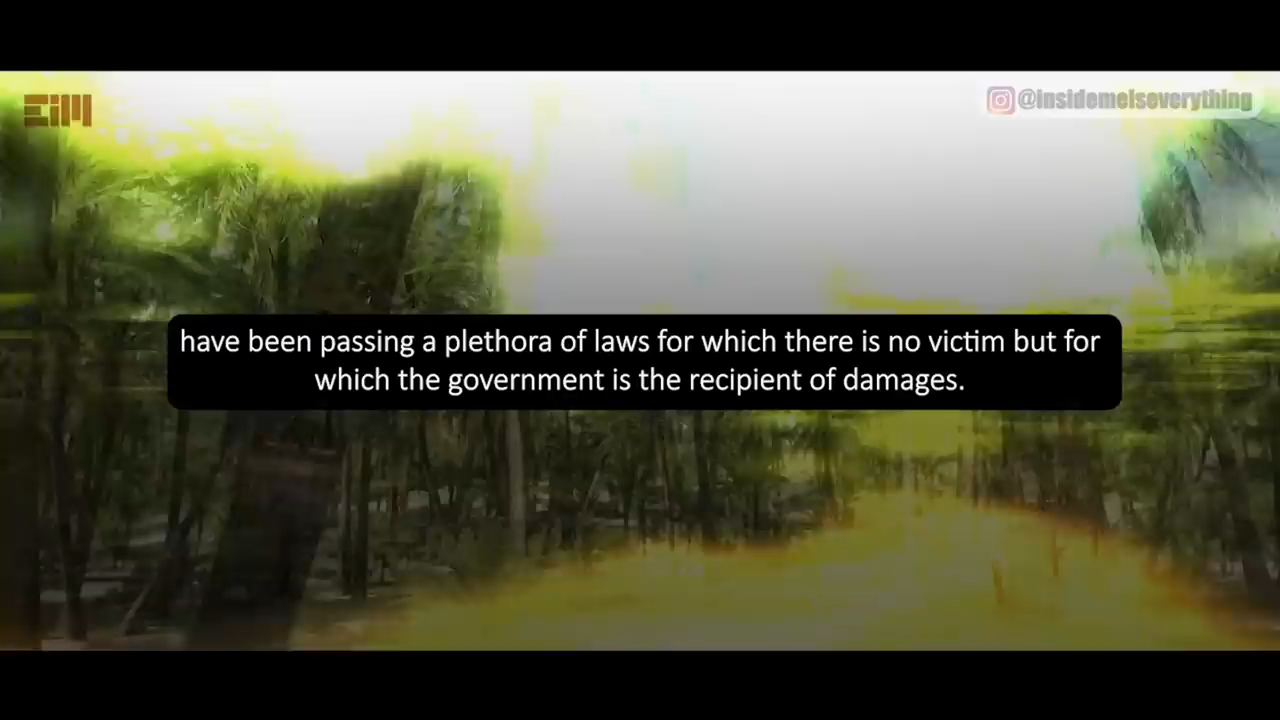 EiM
@insidemeiseverything
have been passing a plethora of laws for which there is no victim but for
which the government is the recipient of damages.